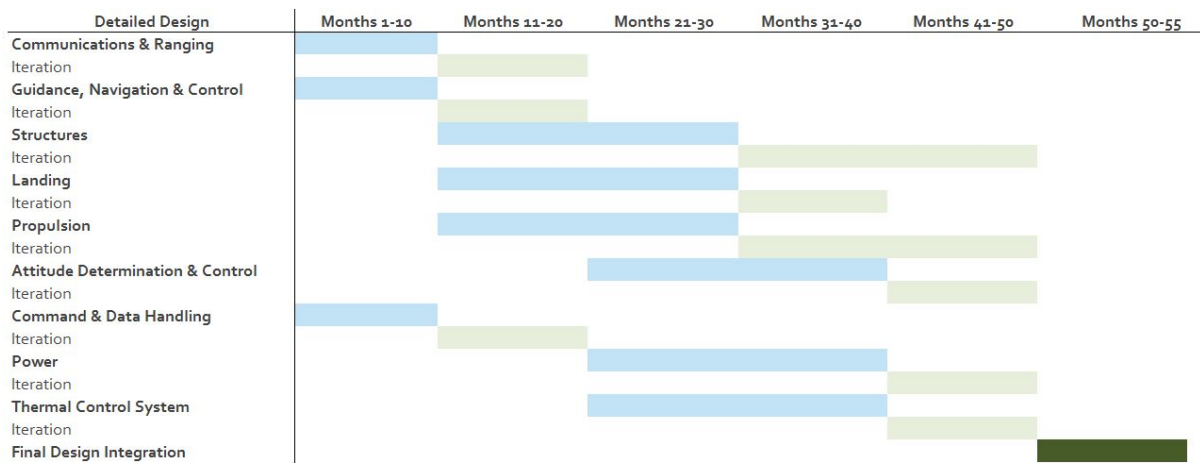 Detailed Design Months 1-10 Months 11-20 Months 21-30 Months 31-40 Months 41-50 Months 50-55
Communications & Ranging
Iteration
Guidance, Navigation & Control
Iteration
Structures
Iteration
Landing
Iteration
Propulsion
Iteration
Attitude Determination & Control
Iteration
Command & Data Handling
Iteration
Power
Iteration
Thermal Control System
Iteration
Final Design Integration